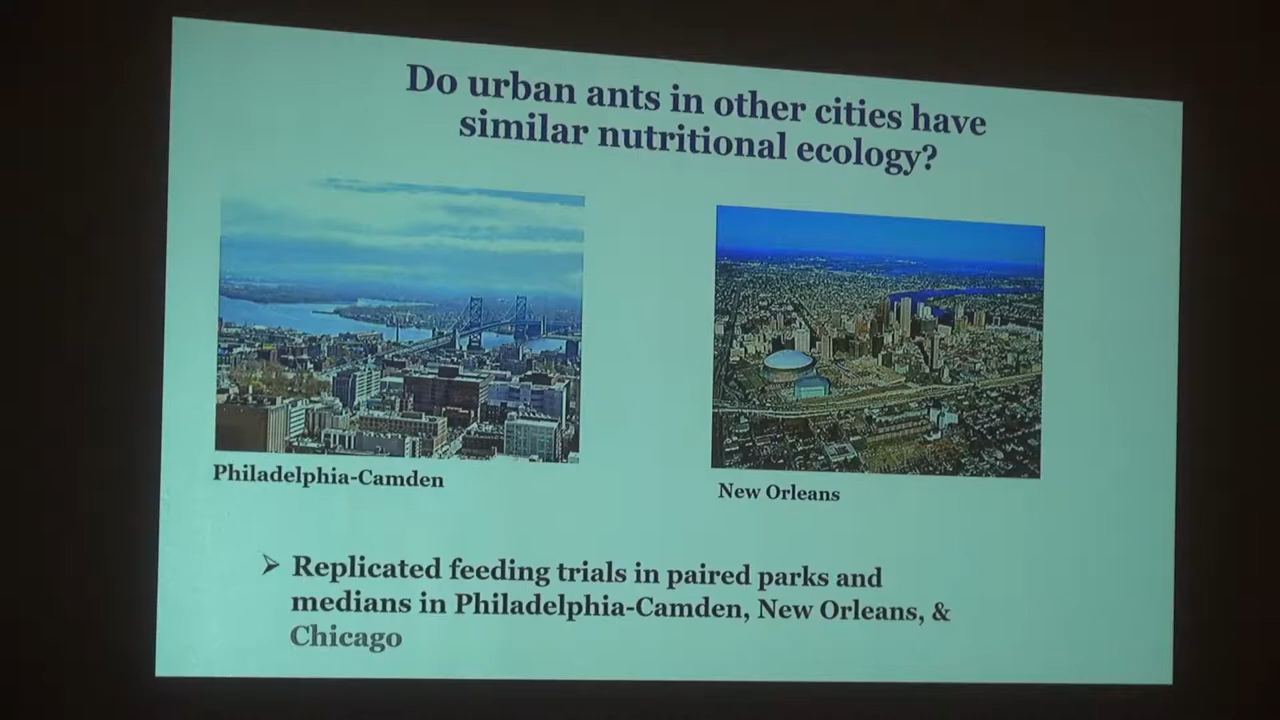 Do urban ants in other cities have
similar nutritional ecology?
Philadelphia-Camden
New Orleans
➤ Replicated feeding trials in paired parks and
medians in Philadelphia-Camden, New Orleans, &
Chicago